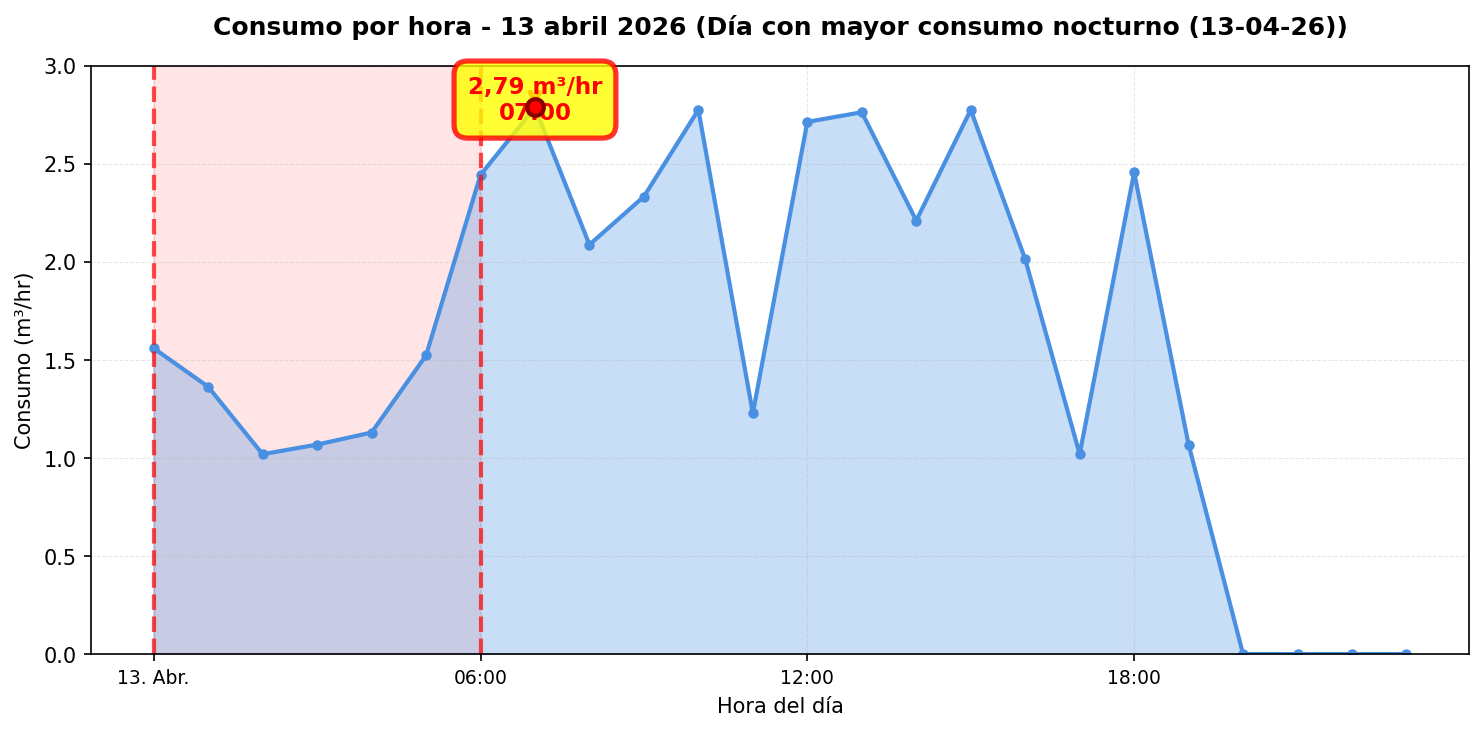 Consumo por hora - 13 abril 2026 (Día con mayor consumo nocturno (13-04-26))
3.0
2,79 m³/hr
07:00
2.5
2.0
1.5
1.0
0.5
0.0
Consumo (m³/hr)
13. Abr.
06:00
12:00
18:00
Hora del día